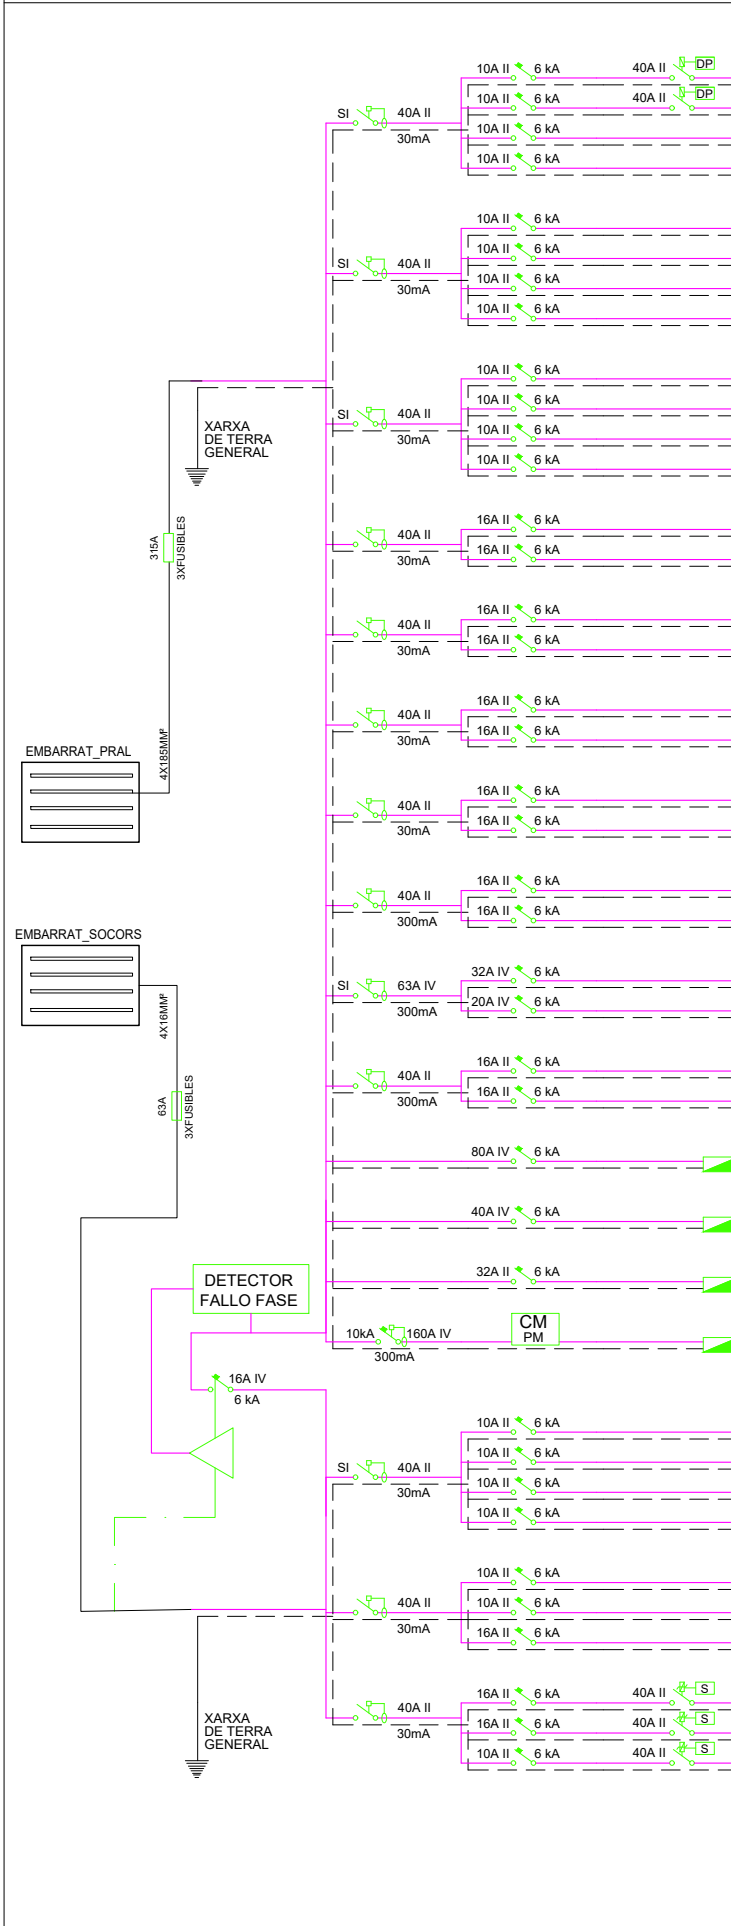 10A II 6 kA 40A II DP
10A II 6 kA 40A II DP
SI 40A II
30mA
10A II 6 kA
10A II 6 kA
10A II 6 kA
10A II 6 kA
SI 40A II
30mA
10A II 6 kA
10A II 6 kA
10A II 6 kA
10A II 6 kA
SI 40A II
30mA
10A II 6 kA
10A II 6 kA
XARXA
DE TERRA
GENERAL
16A II 6 kA
40A II
30mA
16A II 6 kA
315A
3XFUSIBLES
16A II 6 kA
40A II
30mA
16A II 6 kA
16A II 6 kA
40A II
30mA
16A II 6 kA
EMBARRAT_PRAL
4X185MM²
16A II 6 kA
40A II
30mA
16A II 6 kA
16A II 6 kA
40A II
300mA
16A II 6 kA
EMBARRAT_SOCORS
4X16MM²
32A IV 6 kA
SI 63A IV
300mA
20A IV 6 kA
16A II 6 kA
40A II
300mA
16A II 6 kA
63A
3XFUSIBLES
80A IV 6 kA
40A IV 6 kA
32A II 6 kA
DETECTOR
FALLO FASE
10kA 160A IV
300mA
CM
PM
16A IV
6 kA
10A II 6 kA
10A II 6 kA
SI 40A II
30mA
10A II 6 kA
10A II 6 kA
10A II 6 kA
40A II
30mA
10A II 6 kA
16A II 6 kA
XARXA
DE TERRA
GENERAL
16A II 6 kA 40A II S
40A II
30mA
16A II 6 kA 40A II S
10A II 6 kA 40A II S